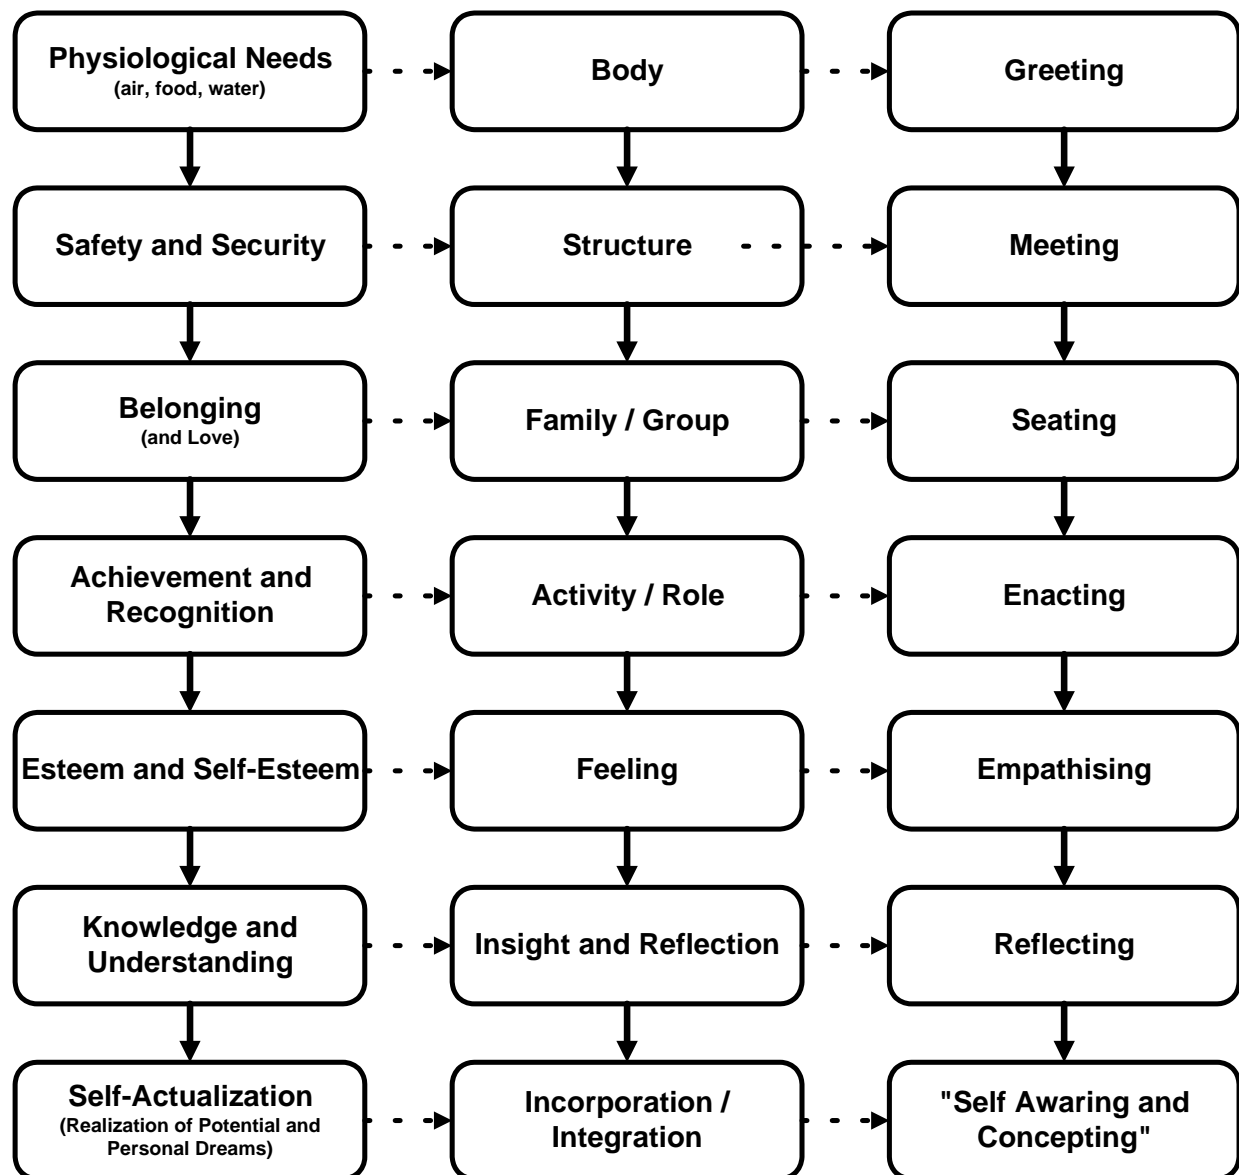 Physiological Needs
(air, food, water)
Body
Greeting
Safety and Security
Structure
Meeting
Belonging
(and Love)
Family / Group
Seating
Achievement and
Recognition
Activity / Role
Enacting
Esteem and Self-Esteem
Feeling
Empathising
Knowledge and
Understanding
Insight and Reflection
Reflecting
Self-Actualization
(Realization of Potential and
Personal Dreams)
Incorporation /
Integration
"Self Awaring and
Concepting"